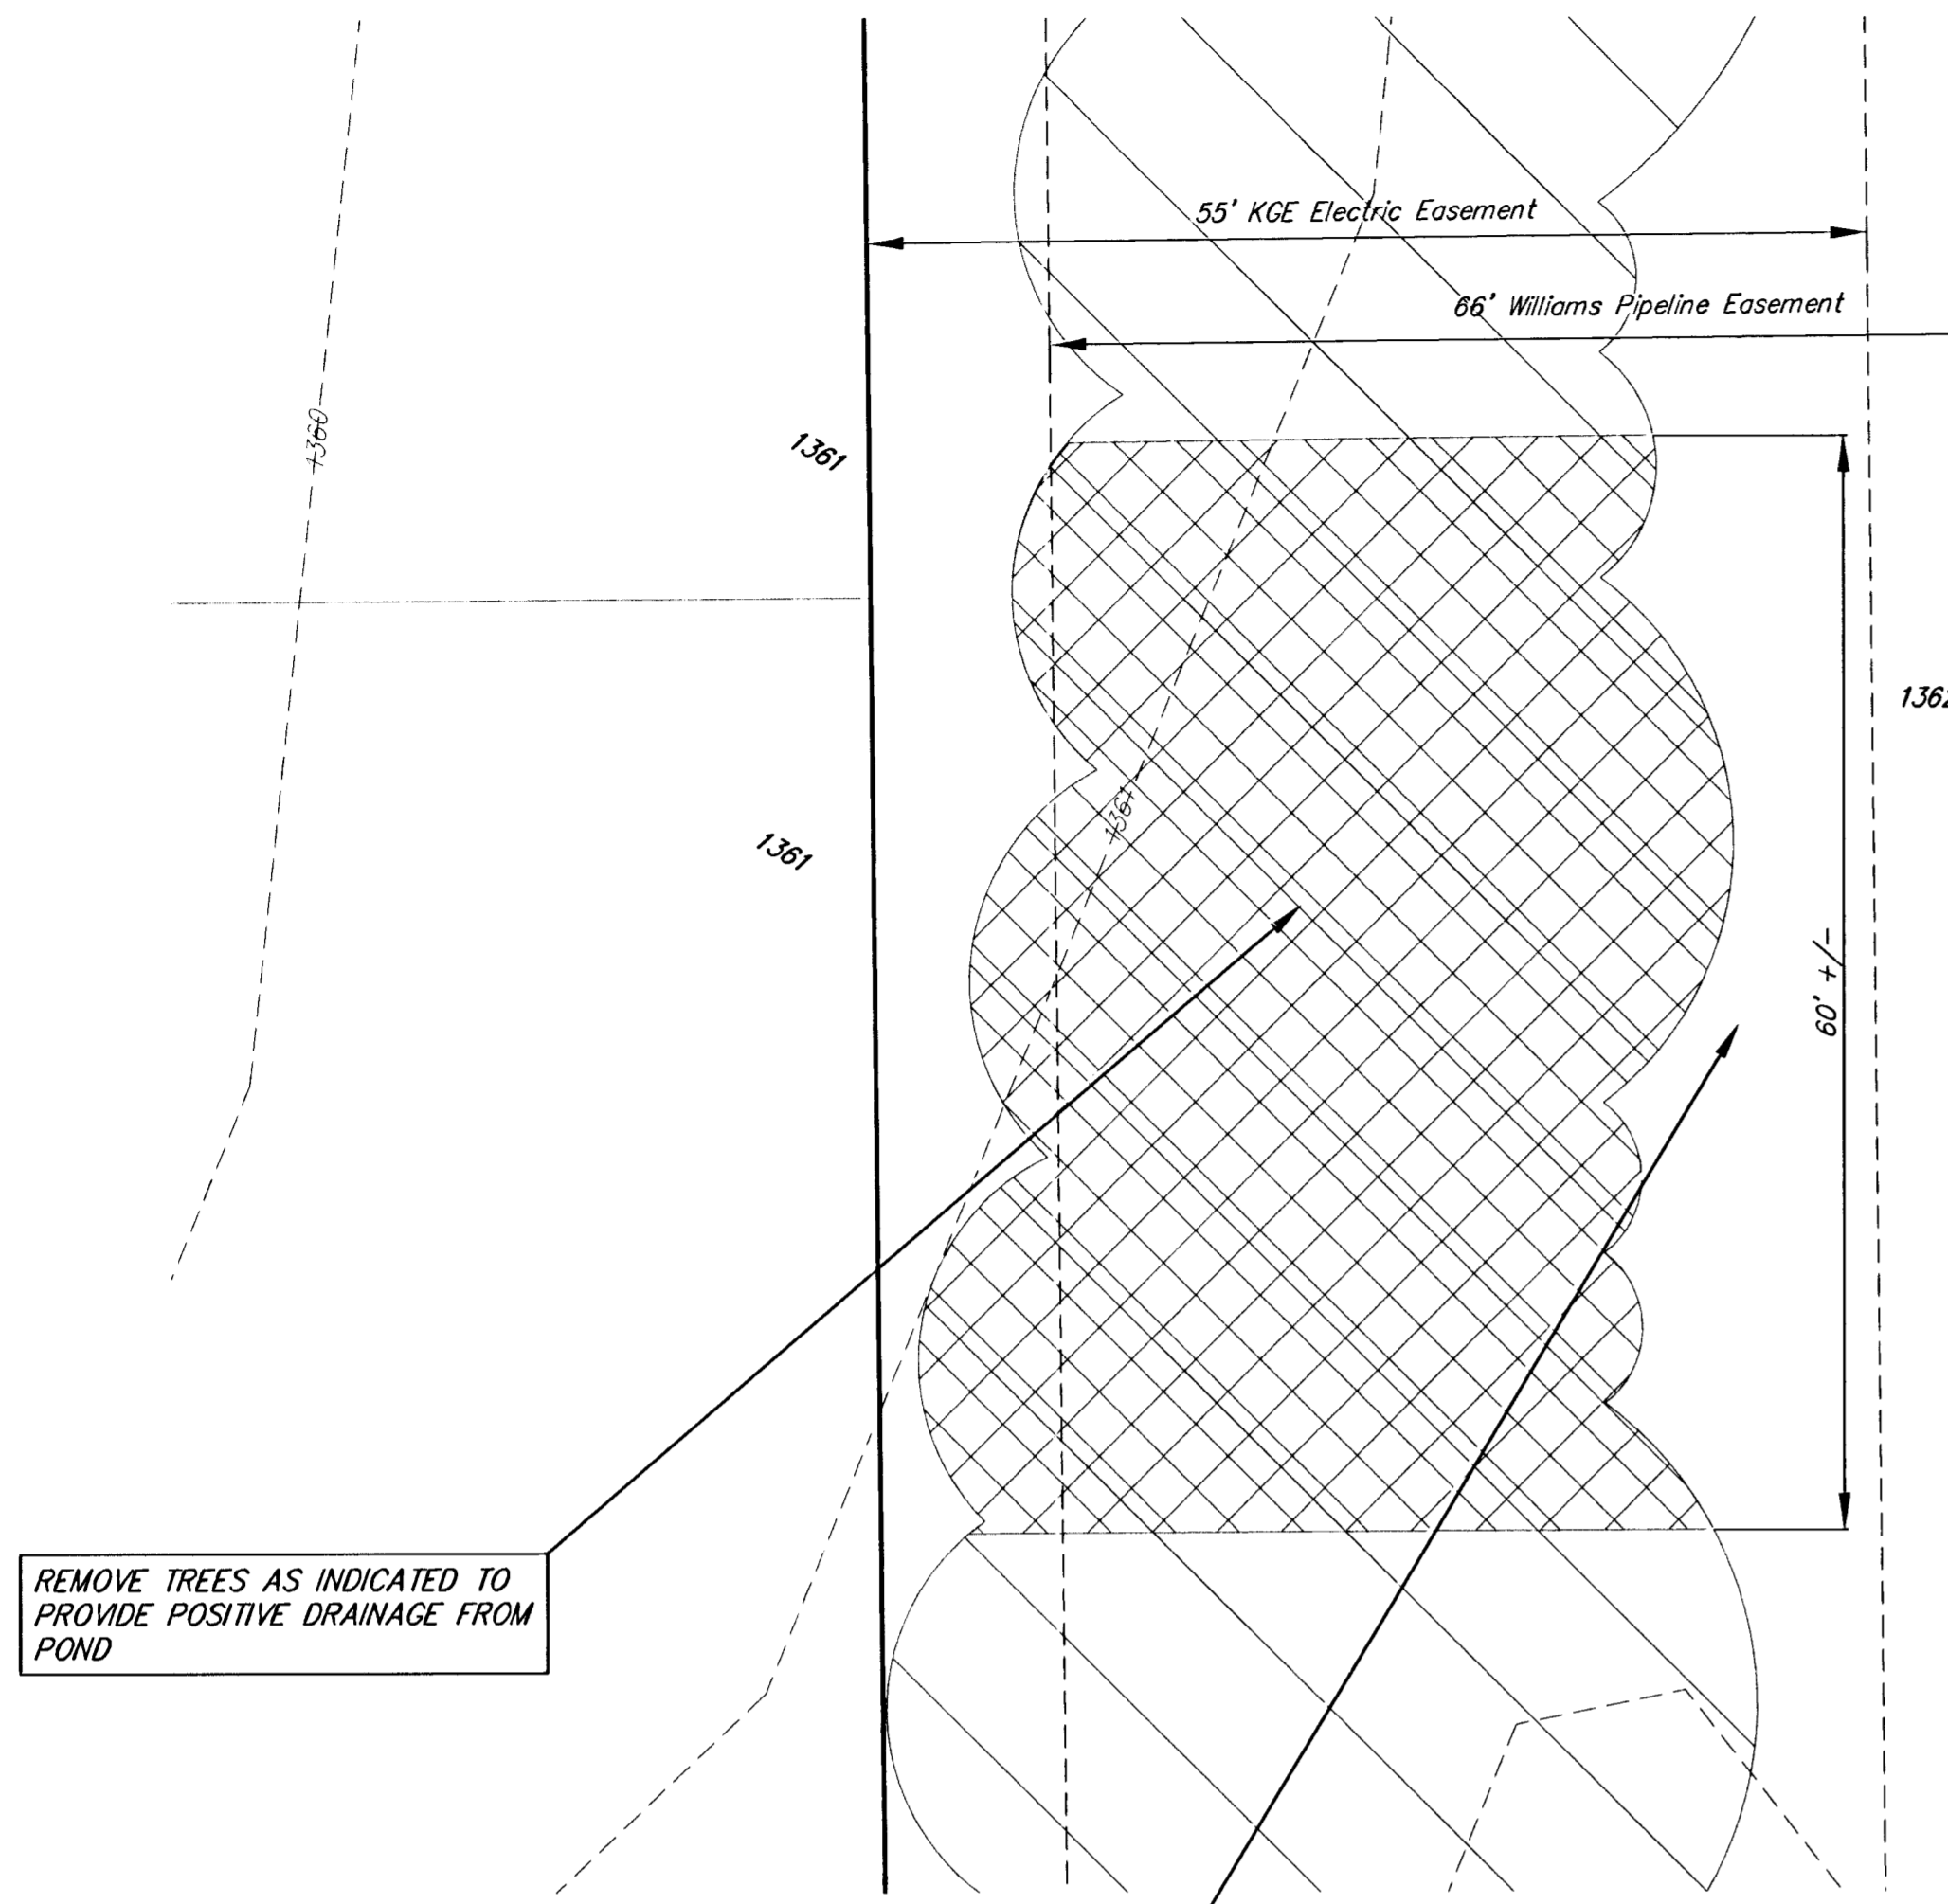 55' KGE Electric Easement
66' Williams Pipeline Easement
1360
1361
1361
1361
60' +/-
REMOVE TREES AS INDICATED TO
PROVIDE POSITIVE DRAINAGE FROM
POND